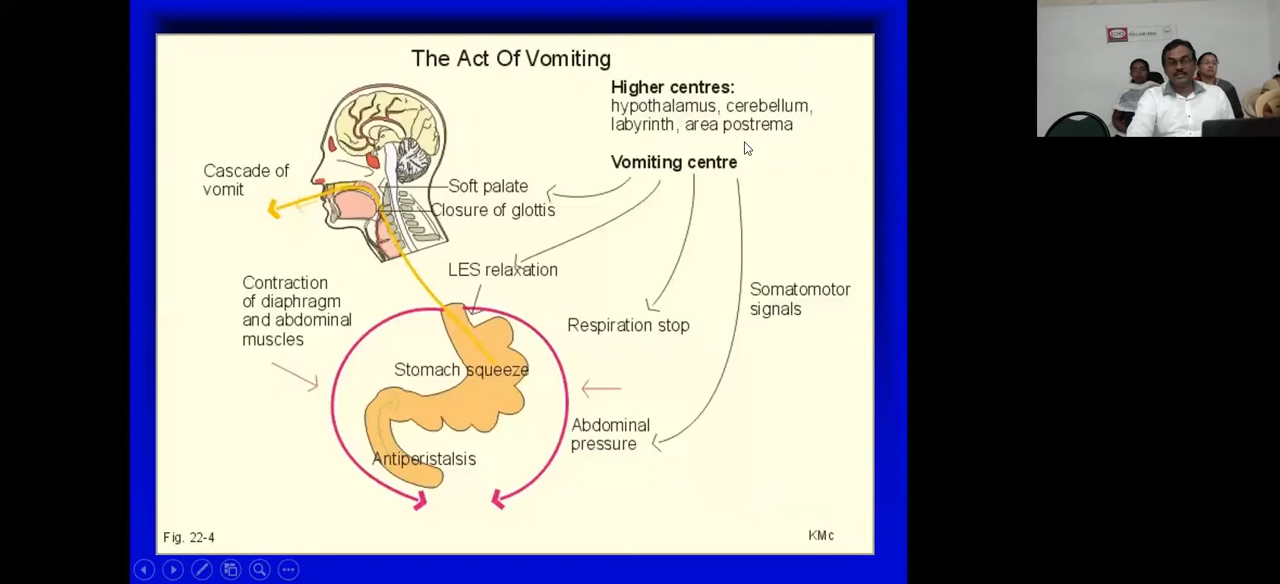 The Act Of Vomiting
Higher centres:
hypothalamus, cerebellum,
labyrinth, area postrema
Vomiting centre
Cascade of
vomit
Soft palate
Closure of glottis
LES relaxation
Contraction
of diaphragm
and abdominal
muscles
Somatomotor
signals
Respiration stop
Stomach squeeze
Abdominal
pressure
Antiperistalsis
Fig. 22-4
KMc